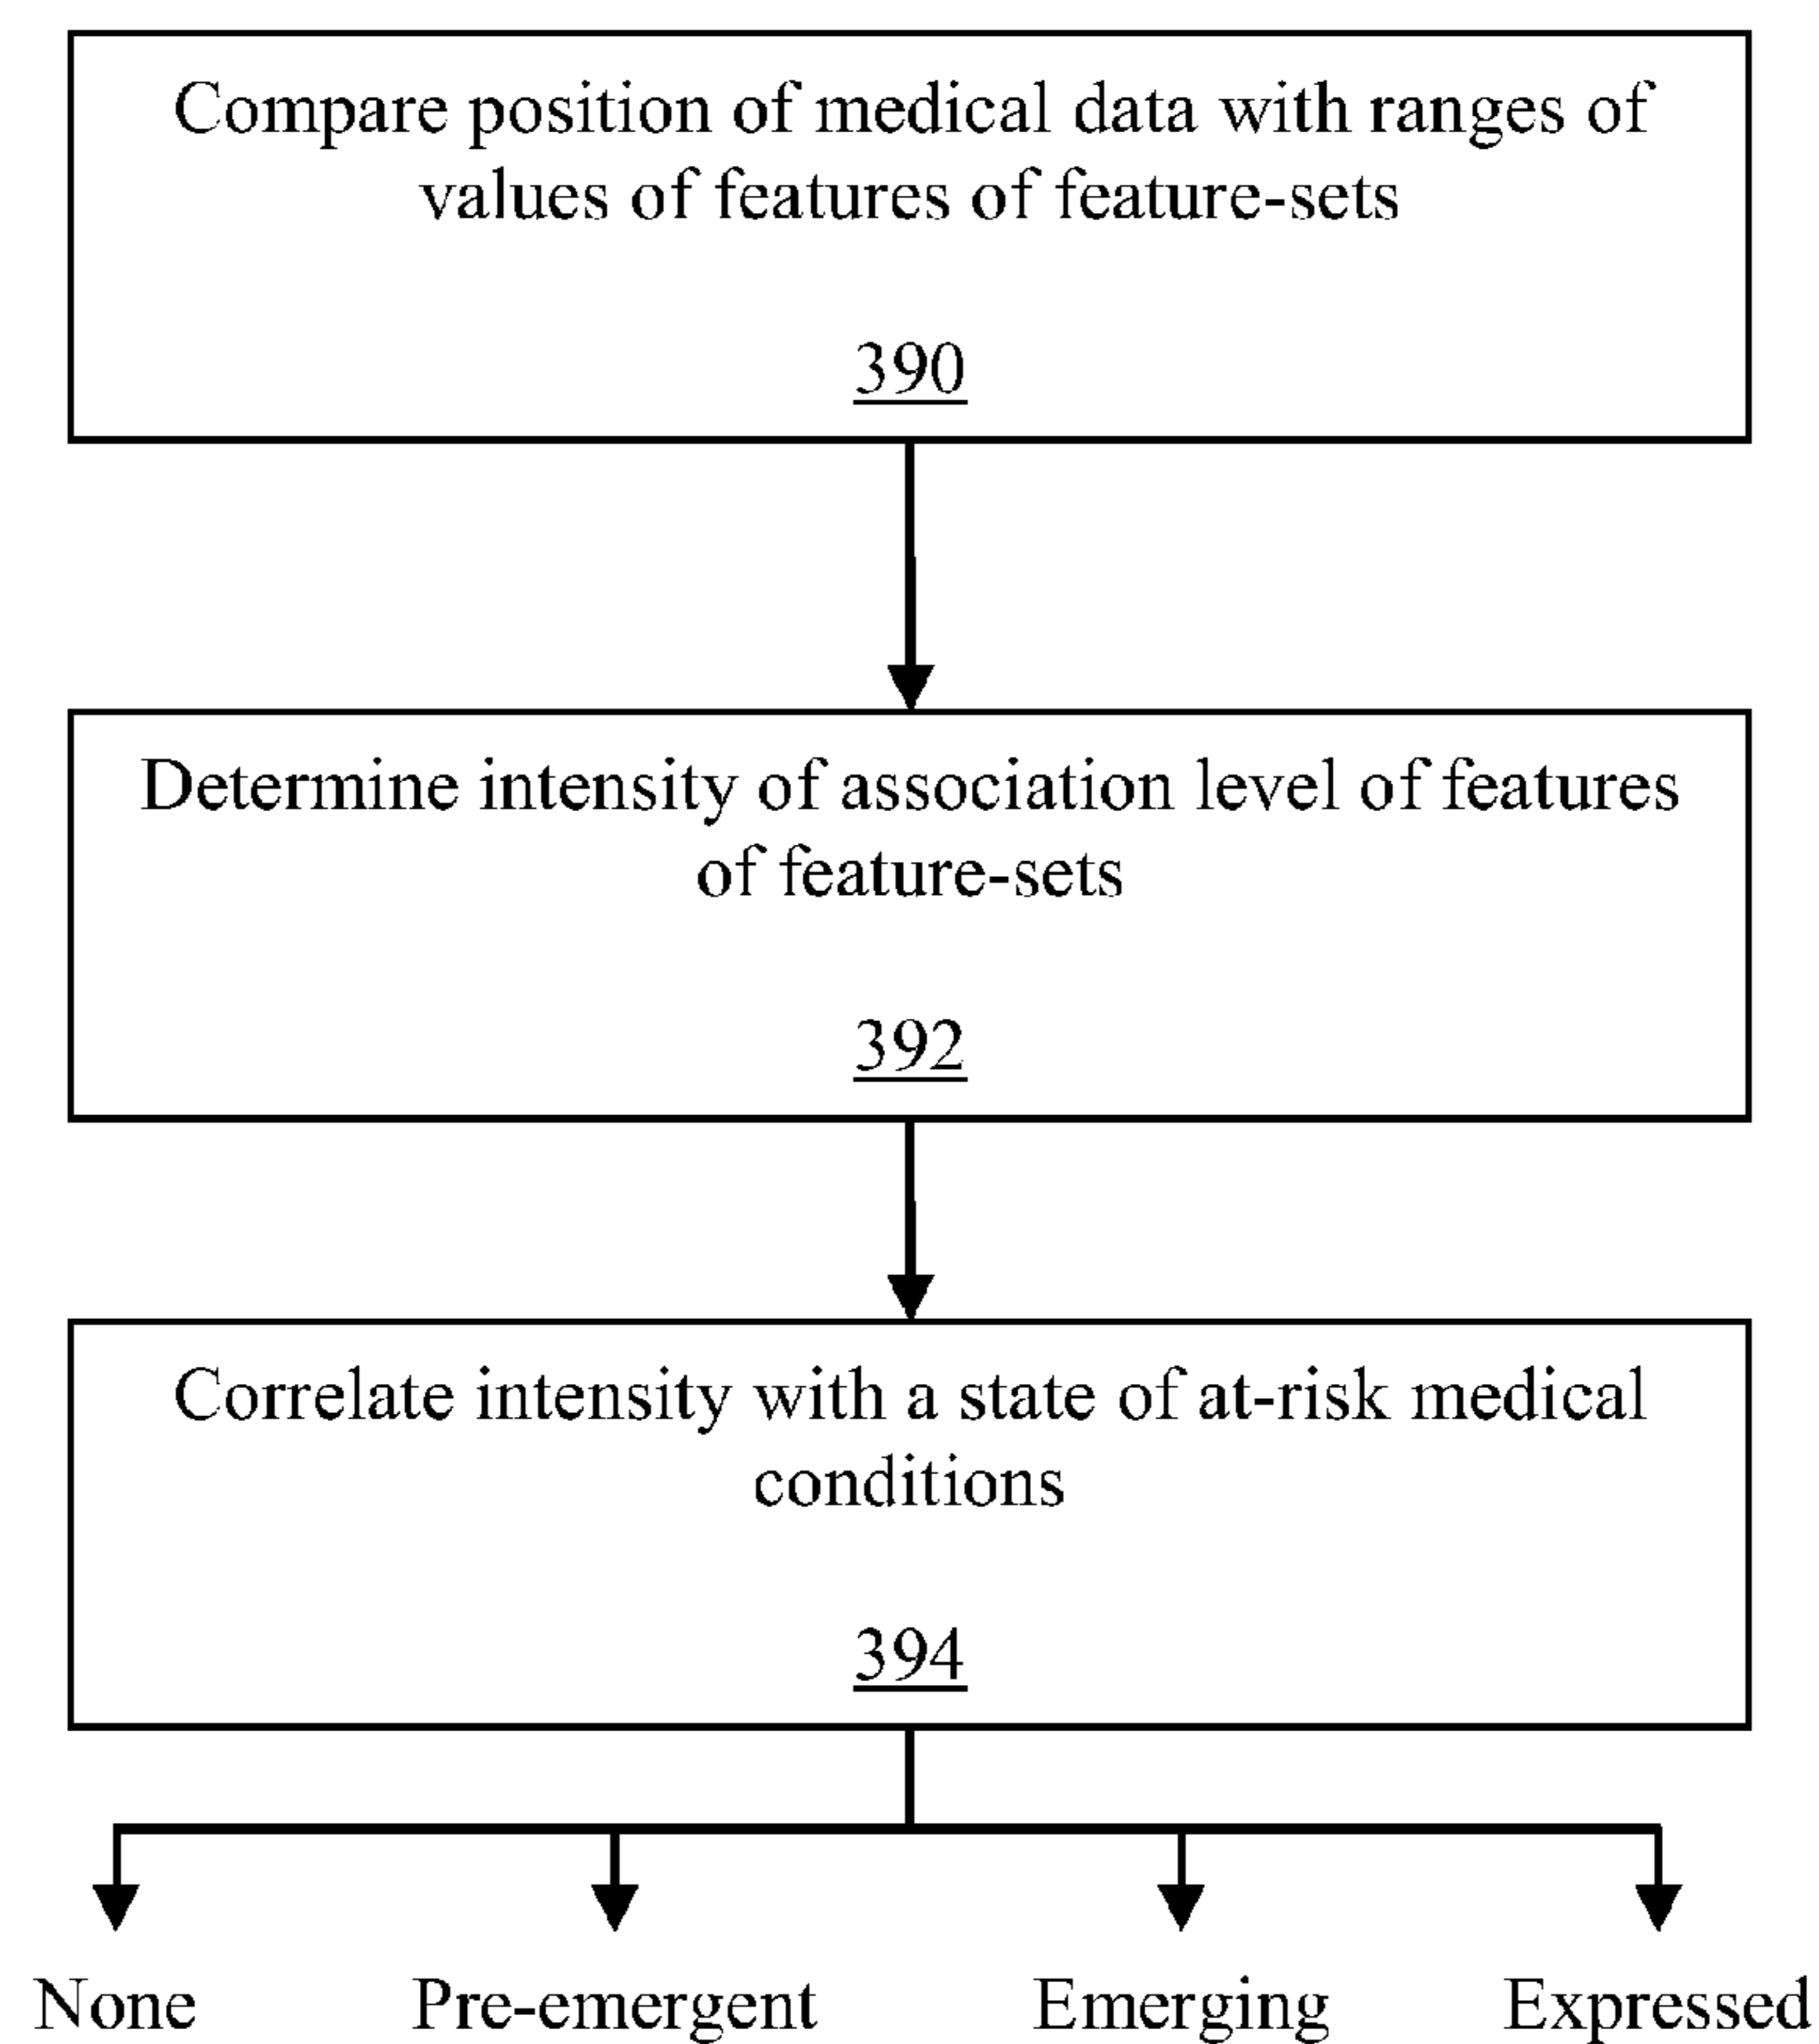 Compare position of medical data with ranges of
values of features of feature-sets
390
Determine intensity of association level of features
of feature-sets
392
Correlate intensity with a state of at-risk medical
conditions
394
None
Pre-emergent
Emerging
Expressed